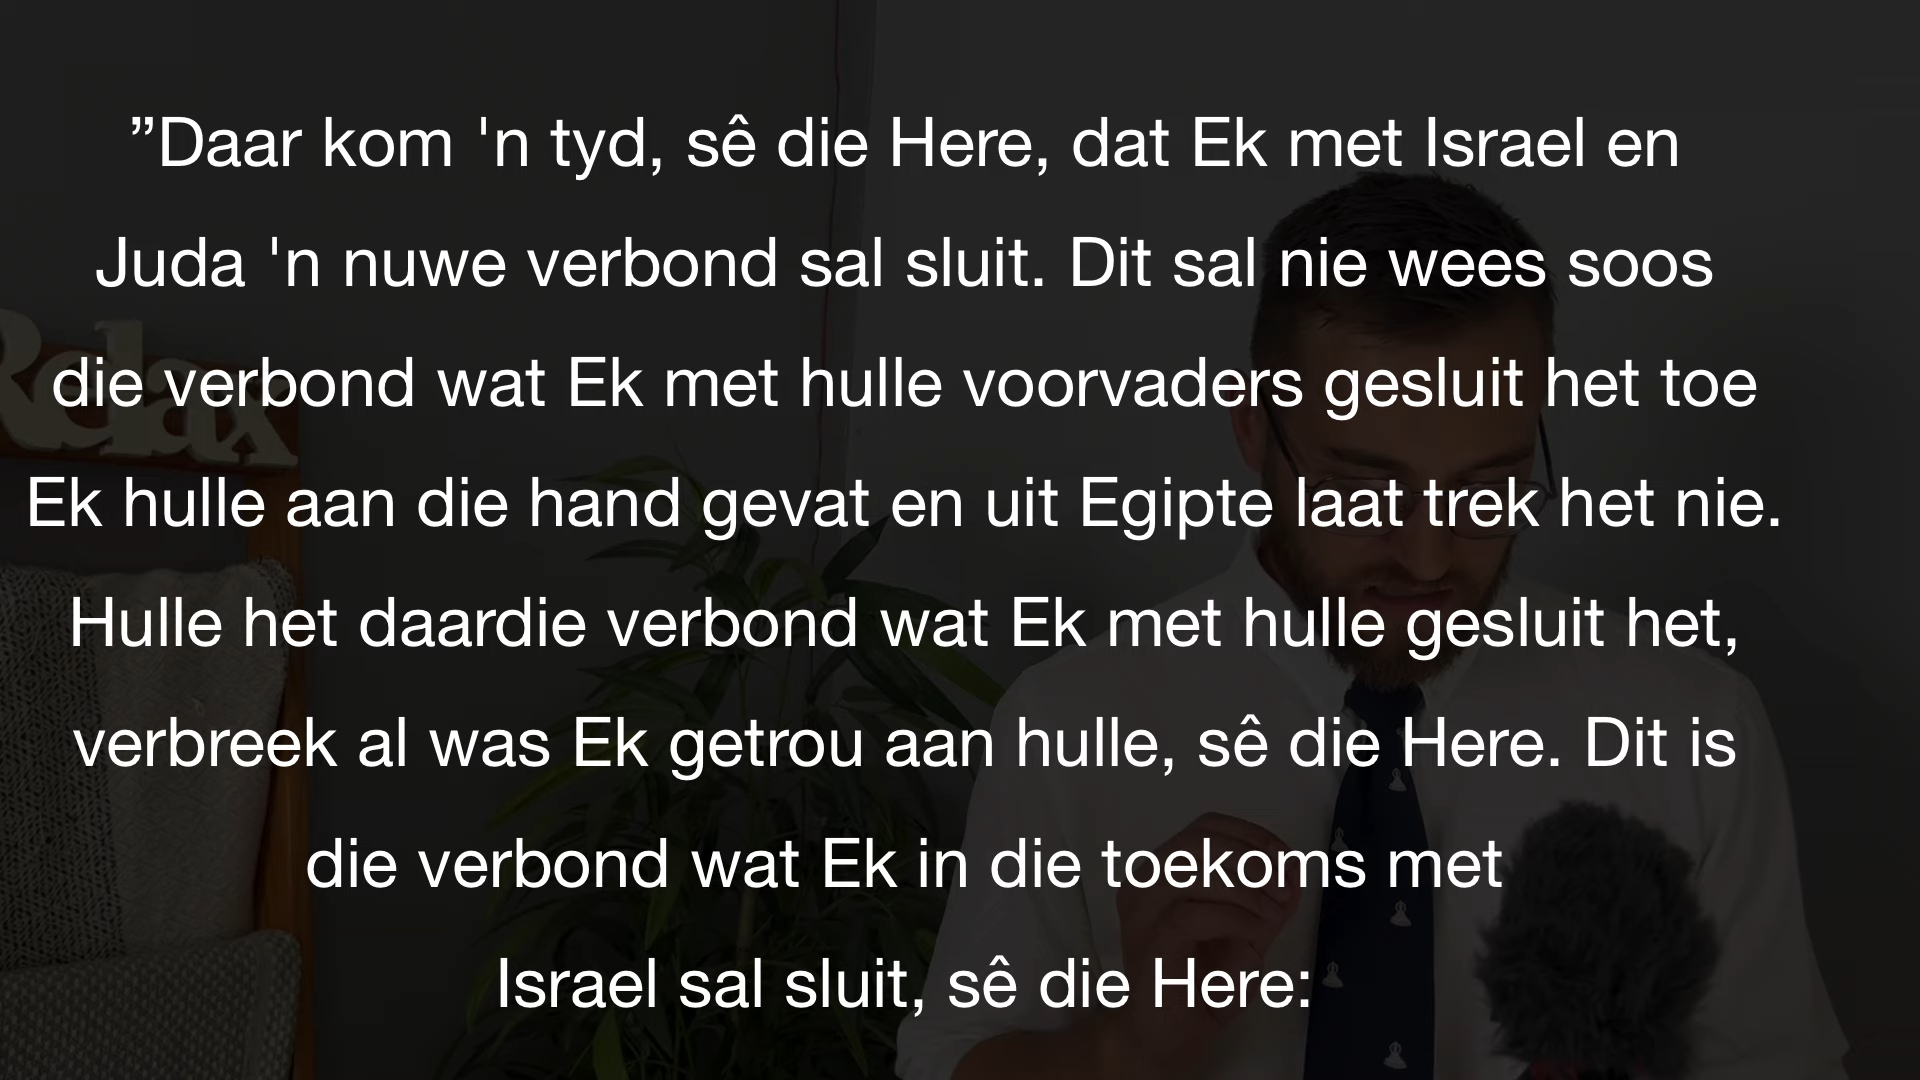 ”Daar kom 'n tyd, sê die Here, dat Ek met Israel en
Juda 'n nuwe verbond sal sluit. Dit sal nie wees soos
die verbond wat Ek met hulle voorvaders gesluit het toe
Ek hulle aan die hand gevat en uit Egipte laat trek het nie.
Hulle het daardie verbond wat Ek met hulle gesluit het,
verbreek al was Ek getrou aan hulle, sê die Here. Dit is
die verbond wat Ek in die toekoms met
Israel sal sluit, sê die Here:
Relax